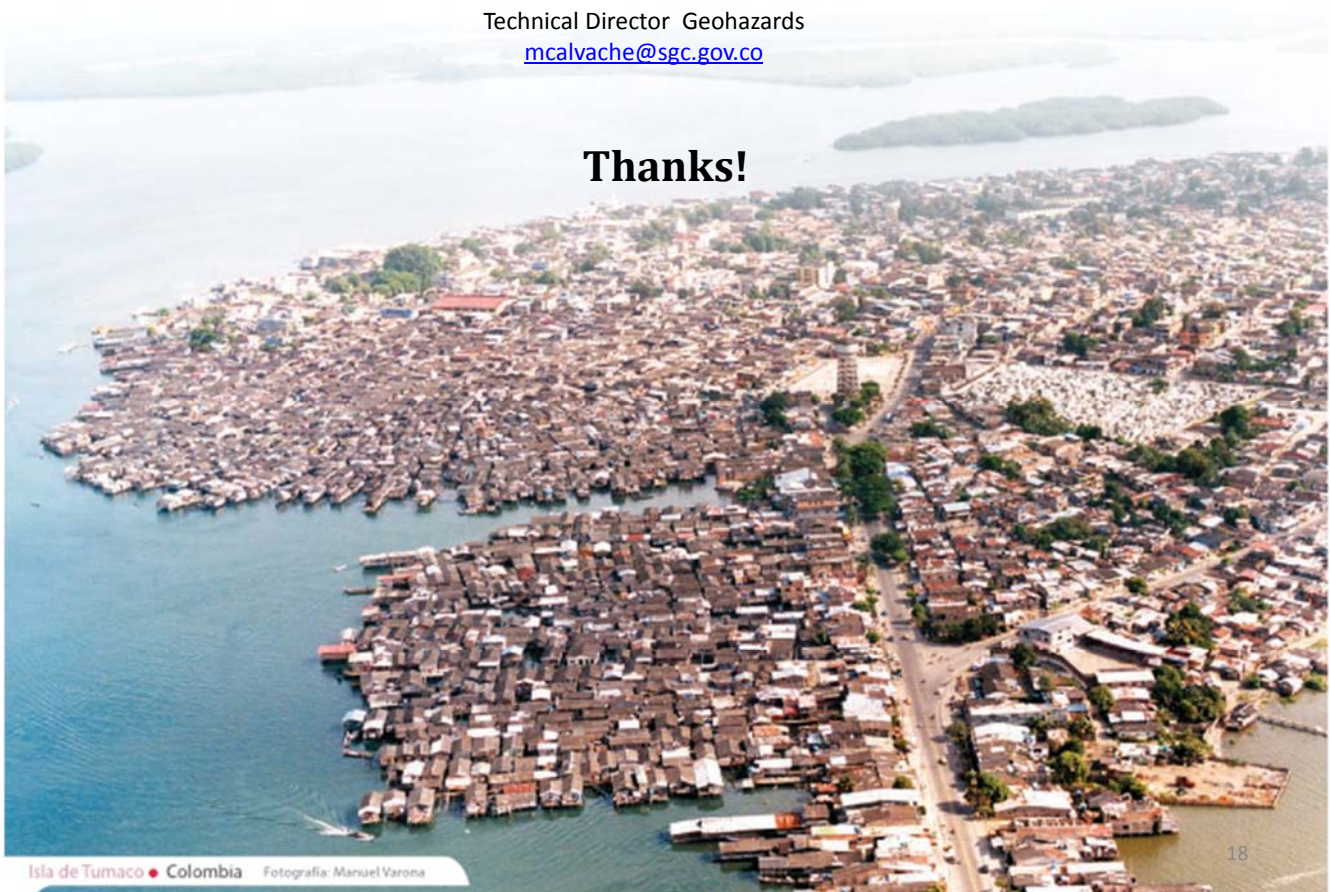 Technical Director Geohazards
mcalvache@sgc.gov.co
Thanks!
18
Isla de Tumaco • Colombia Fotografía: Manuel Varona